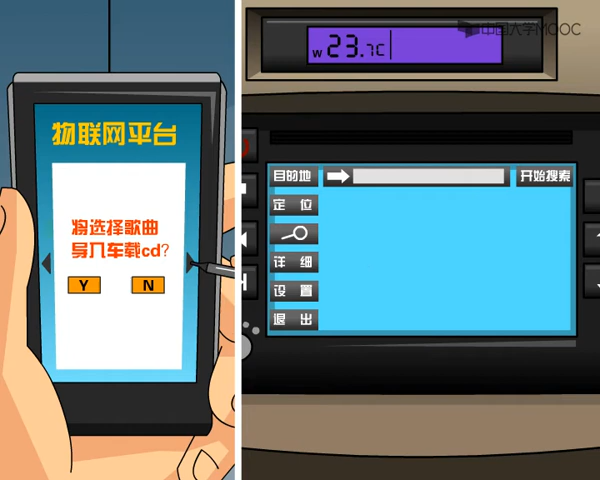 物联网平台
将选择歌曲
导入车载cd?
Y N
W 23.7C
中国大学MOOC
目的地
开始搜索
定 位
详 细
设 置
退 出